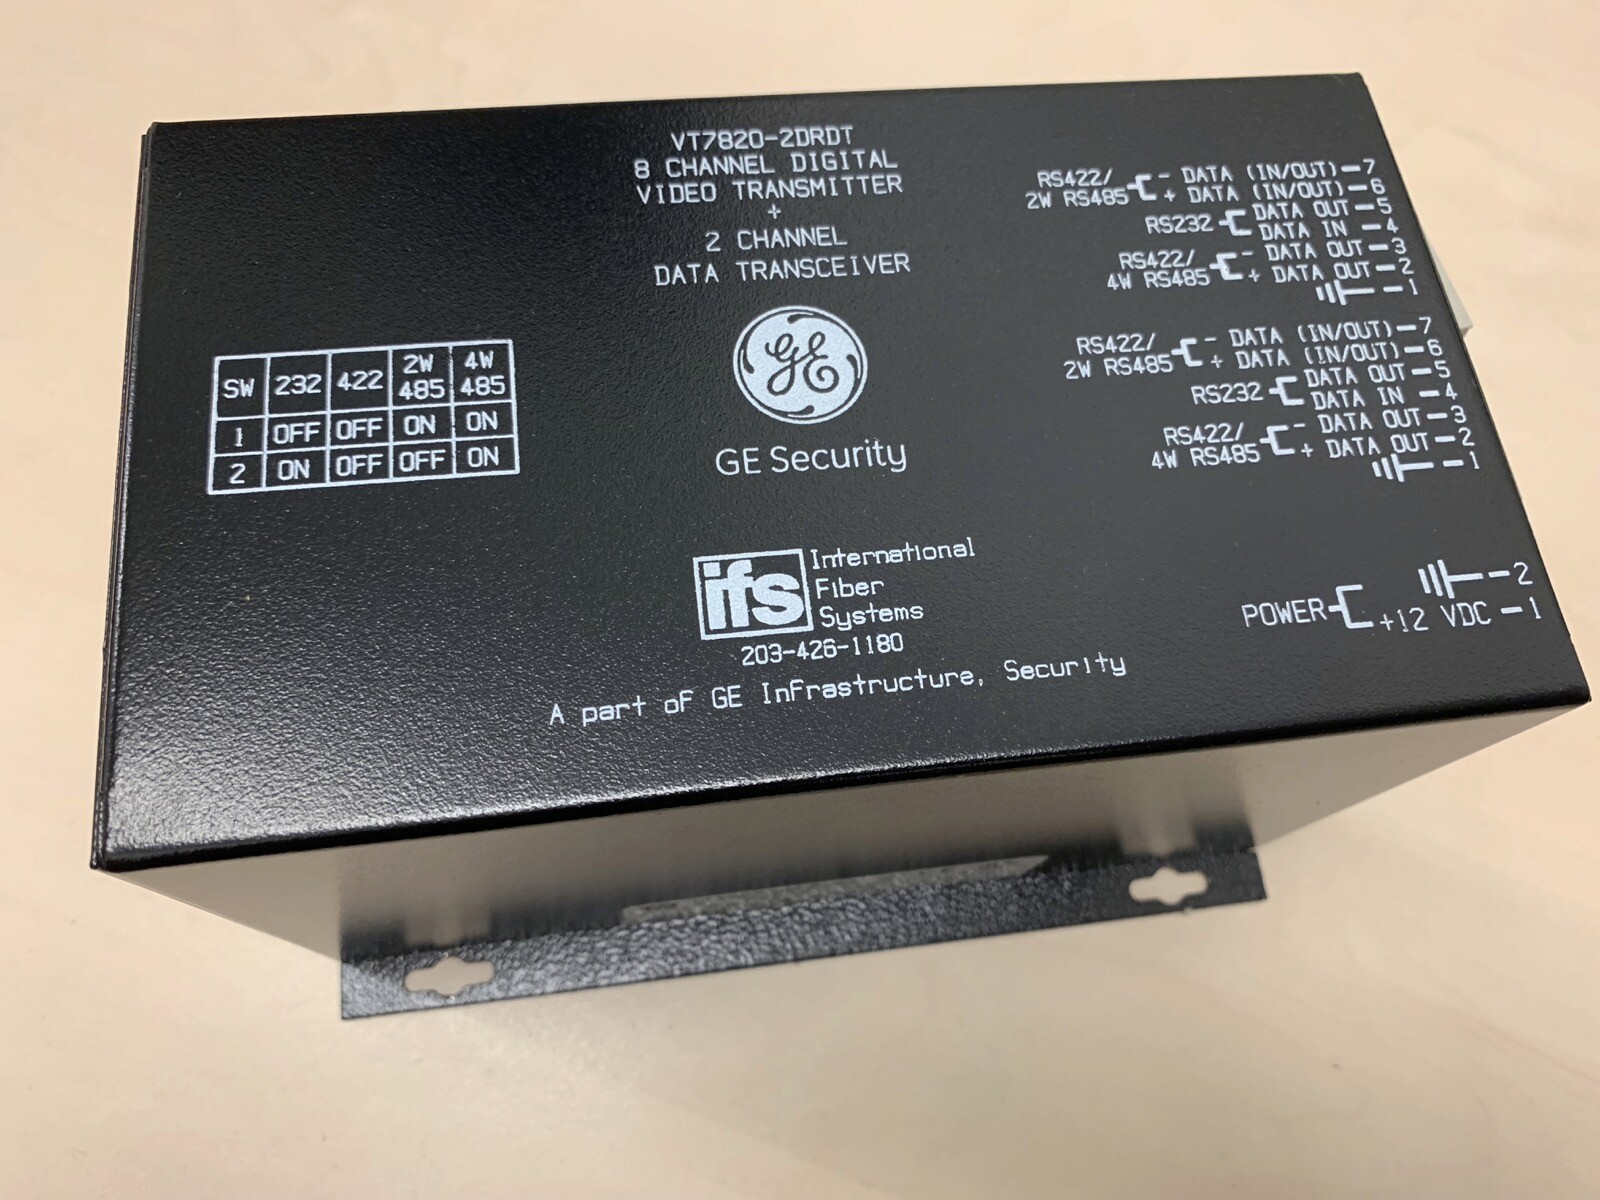 VT7820-2DRDT
8 CHANNEL DIGITAL
VIDEO TRANSMITTER
+
2 CHANNEL
DATA TRANSCEIVER
SW 232 422 2W 485 4W 485
1 OFF OFF ON ON
2 ON OFF OFF ON
GE
GE Security
ifs International
Fiber
Systems
203-426-1180
A part of GE Infrastructure, Security
RS422/
2W RS485
- DATA (IN/OUT) - 7
+ DATA (IN/OUT) - 6
RS232
DATA OUT - 5
DATA IN - 4
RS422/
4W RS485
- DATA OUT - 3
+ DATA OUT - 2
- 1
RS422/
2W RS485
- DATA (IN/OUT) - 7
+ DATA (IN/OUT) - 6
RS232
DATA OUT - 5
DATA IN - 4
RS422/
4W RS485
- DATA OUT - 3
+ DATA OUT - 2
- 1
POWER
- 2
+12 VDC - 1